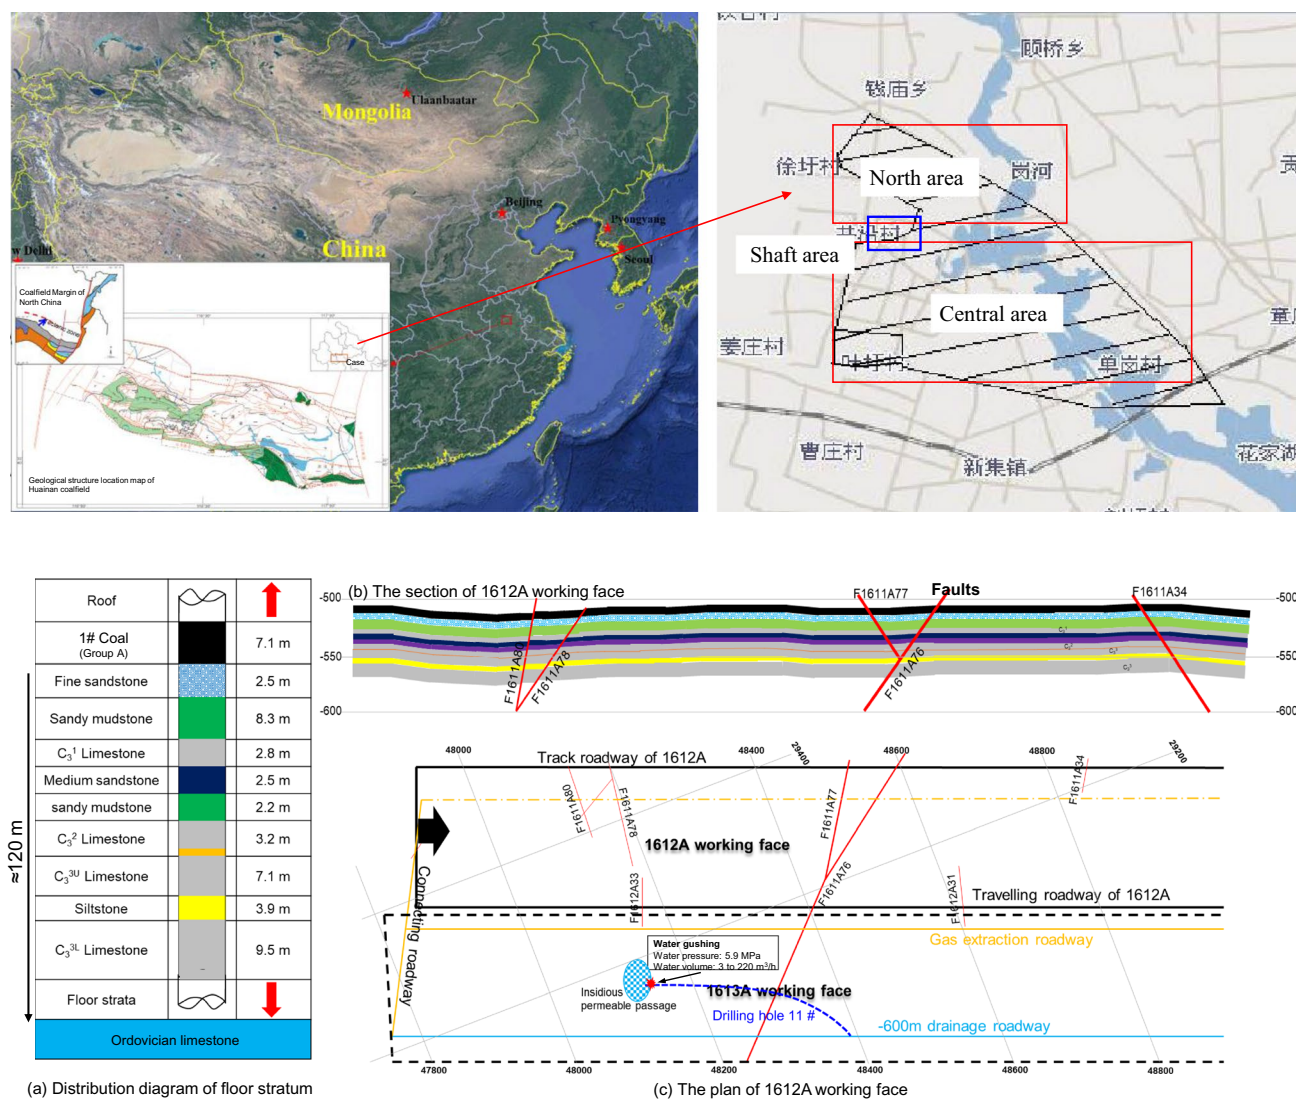 Mongolia
Ulaanbaatar
Beijing
Pyongyang
Seoul
China
w Delhi
Coalfield Margin of
North China
Case
Geological structure location map of
Huainan coalfield
顾桥乡
钱庙乡
徐圩村
岗河
North area
Shaft area
Central area
姜庄村
单岗村
曹庄村
新集镇
花家湖
Roof
1# Coal
(Group A)
7.1 m
Fine sandstone
2.5 m
Sandy mudstone
8.3 m
C₃¹ Limestone
2.8 m
Medium sandstone
2.5 m
sandy mudstone
2.2 m
C₃² Limestone
3.2 m
C₃³ᵁ Limestone
7.1 m
Siltstone
3.9 m
C₃³ᴸ Limestone
9.5 m
Floor strata
Ordovician limestone
≈120 m
(a) Distribution diagram of floor stratum
(b) The section of 1612A working face
-500
-550
-600
F1611A80
F1611A78
F1611A77
Faults
F1611A76
F1611A34
-500
-550
-600
48000
48400
29400
48600
48800
29200
Track roadway of 1612A
F1611A80
F1611A78
F1611A77
F1611A34
1612A working face
F1611A76
F1612A33
F1612A31
Connecting roadway
Travelling roadway of 1612A
Gas extraction roadway
Water gushing
Water pressure: 5.9 MPa
Water volume: 3 to 220 m³/h
Insidious
permeable passage
1613A working face
Drilling hole 11 #
-600m drainage roadway
47800
48000
48400
48600
48800
(c) The plan of 1612A working face